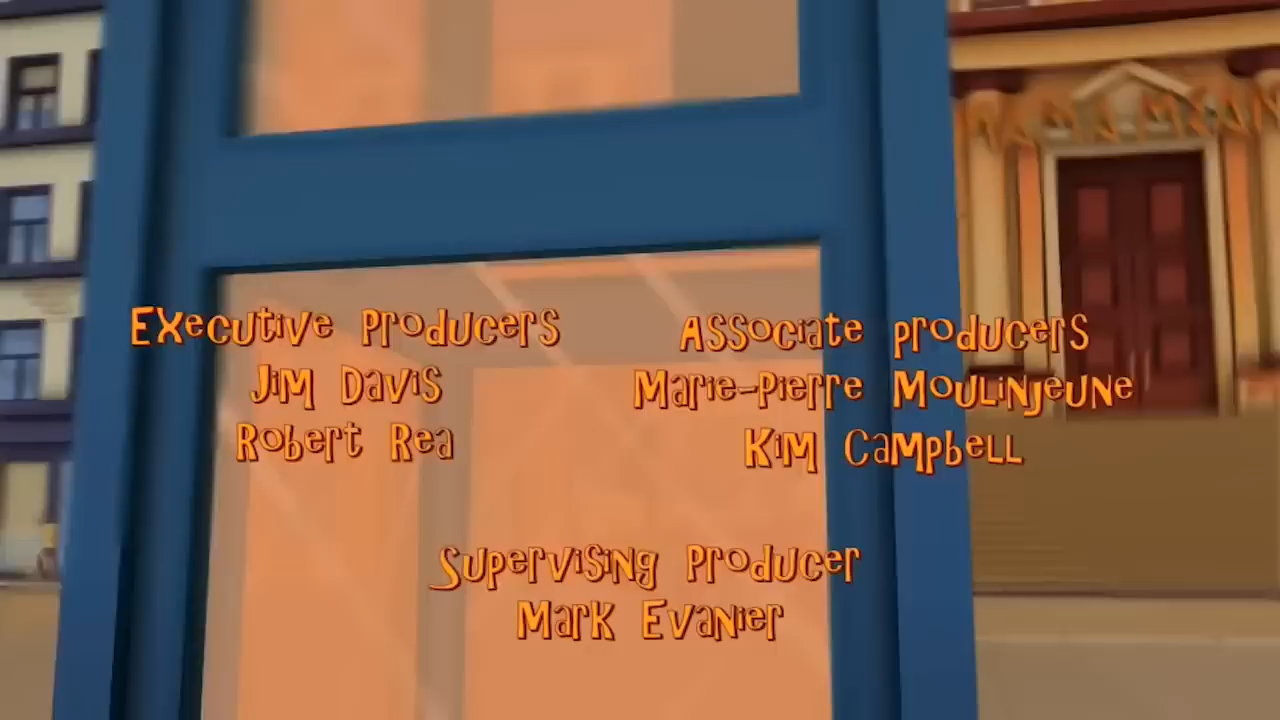 Executive Producers
Jim Davis
Robert Rea
Associate producers
Marie-Pierre Moulinjeune
Kim Campbell
Supervising Producer
Mark Evanier